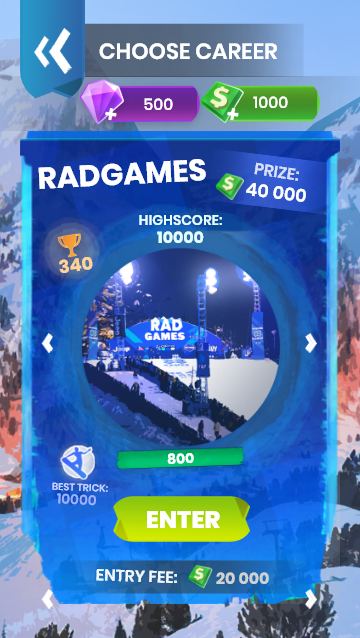 CHOOSE CAREER
500
1000
RADGAMES
PRIZE:
40 000
HIGHSCORE:
10000
340
RAD
GAMES
800
BEST TRICK:
10000
ENTER
ENTRY FEE: 20 000